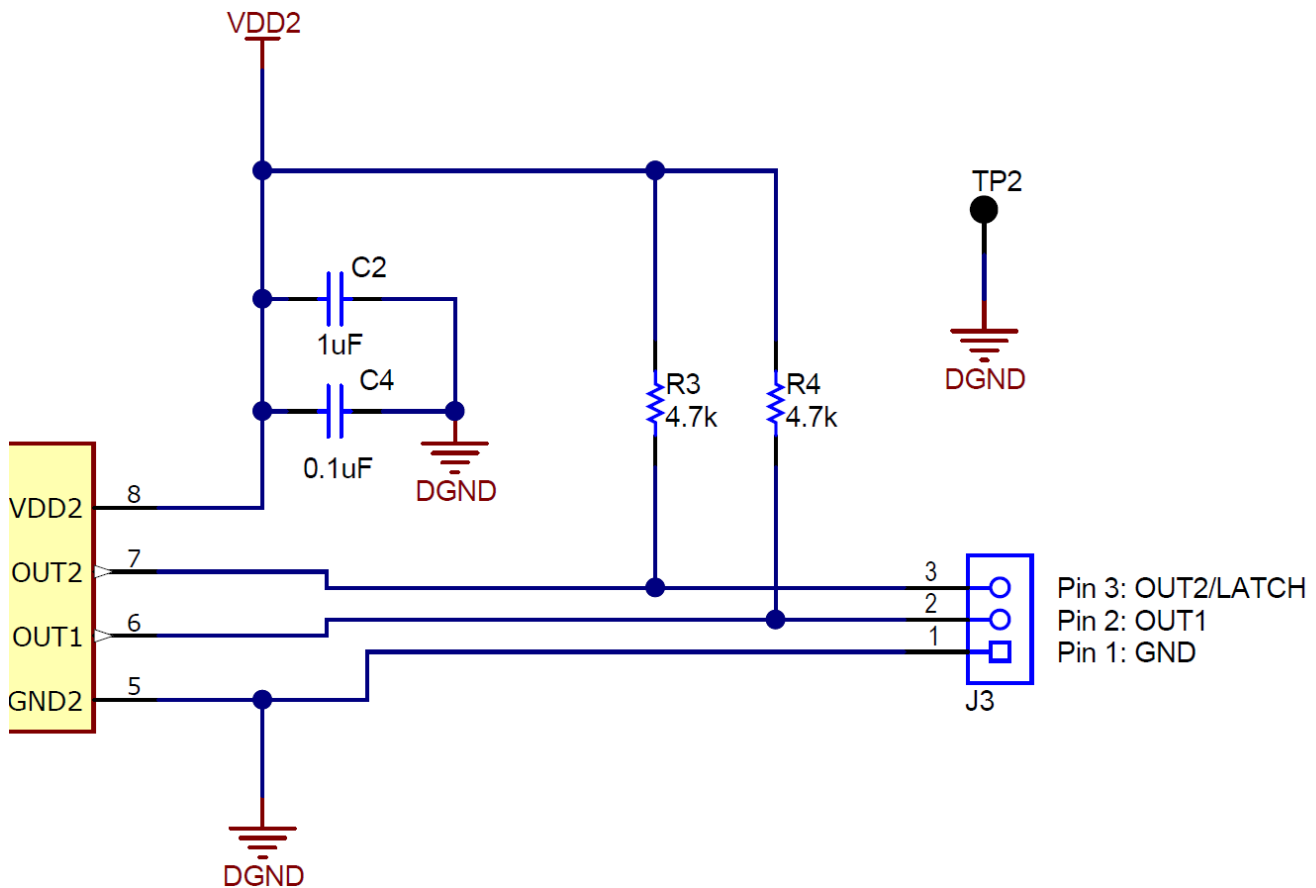 VDD2
TP2
C2
1uF
DGND
C4
R3
4.7k
R4
4.7k
0.1uF
DGND
8
VDD2
7
OUT2
3
Pin 3: OUT2/LATCH
6
OUT1
2
Pin 2: OUT1
1
Pin 1: GND
5
GND2
J3
DGND